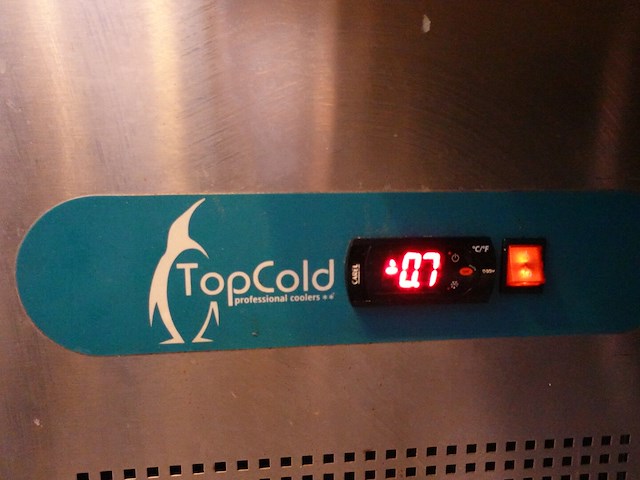 TopCold
professional coolers
CAREL
0.7
°C/°F